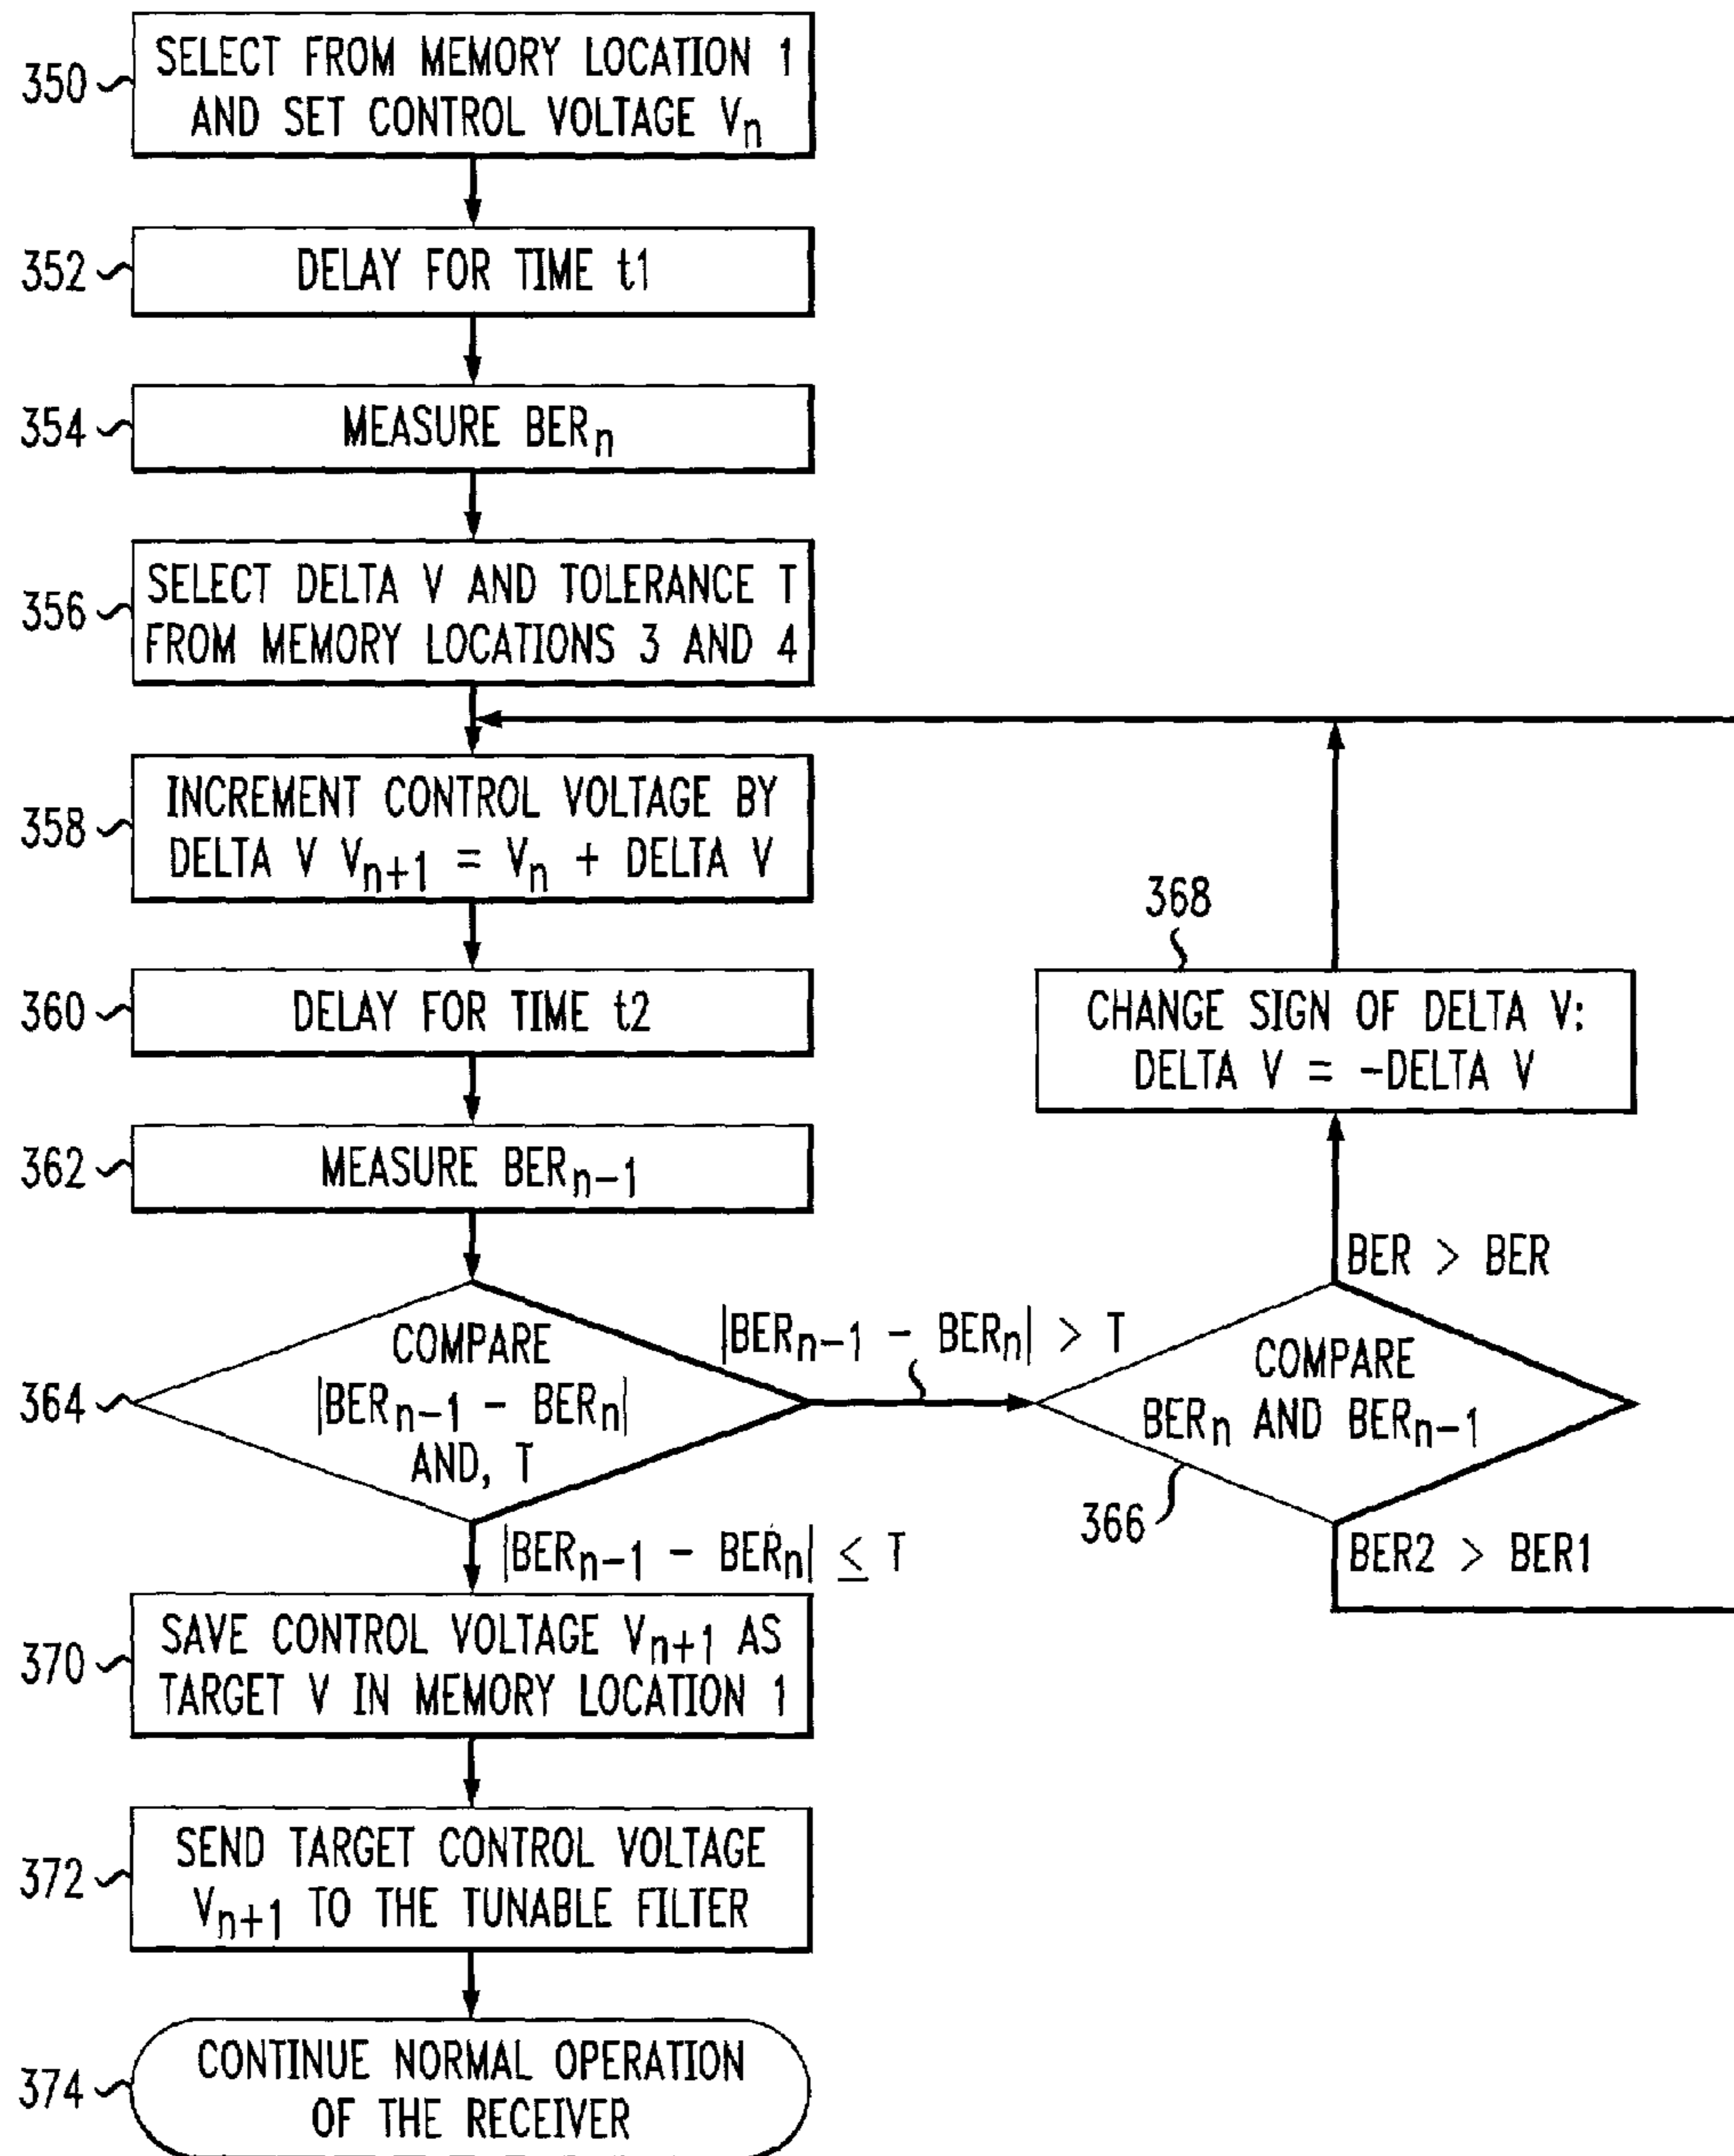 350
SELECT FROM MEMORY LOCATION 1
AND SET CONTROL VOLTAGE Vn
352
DELAY FOR TIME t1
354
MEASURE BERn
356
SELECT DELTA V AND TOLERANCE T
FROM MEMORY LOCATIONS 3 AND 4
358
INCREMENT CONTROL VOLTAGE BY
DELTA V Vn+1 = Vn + DELTA V
360
DELAY FOR TIME t2
362
MEASURE BERn-1
364
COMPARE
|BERn-1 - BERn|
AND, T
|BERn-1 - BERn| > T
366
COMPARE
BERn AND BERn-1
BER > BER
368
CHANGE SIGN OF DELTA V:
DELTA V = -DELTA V
BER2 > BER1
|BERn-1 - BERn| ≤ T
370
SAVE CONTROL VOLTAGE Vn+1 AS
TARGET V IN MEMORY LOCATION 1
372
SEND TARGET CONTROL VOLTAGE
Vn+1 TO THE TUNABLE FILTER
374
CONTINUE NORMAL OPERATION
OF THE RECEIVER